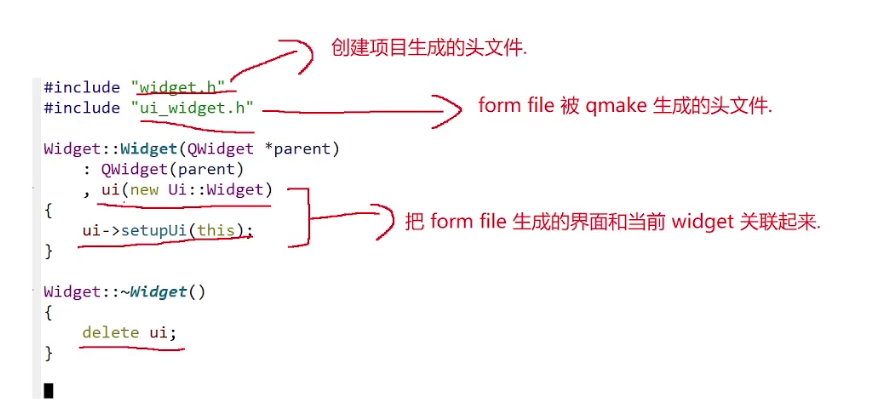 创建项目生成的头文件.
#include "widget.h"
#include "ui_widget.h"
form file 被 qmake 生成的头文件.
Widget::Widget(QWidget *parent)
: QWidget(parent)
, ui(new Ui::Widget)
{
把 form file 生成的界面和当前 widget 关联起来.
ui->setupUi(this);
}
Widget::~Widget()
{
delete ui;
}